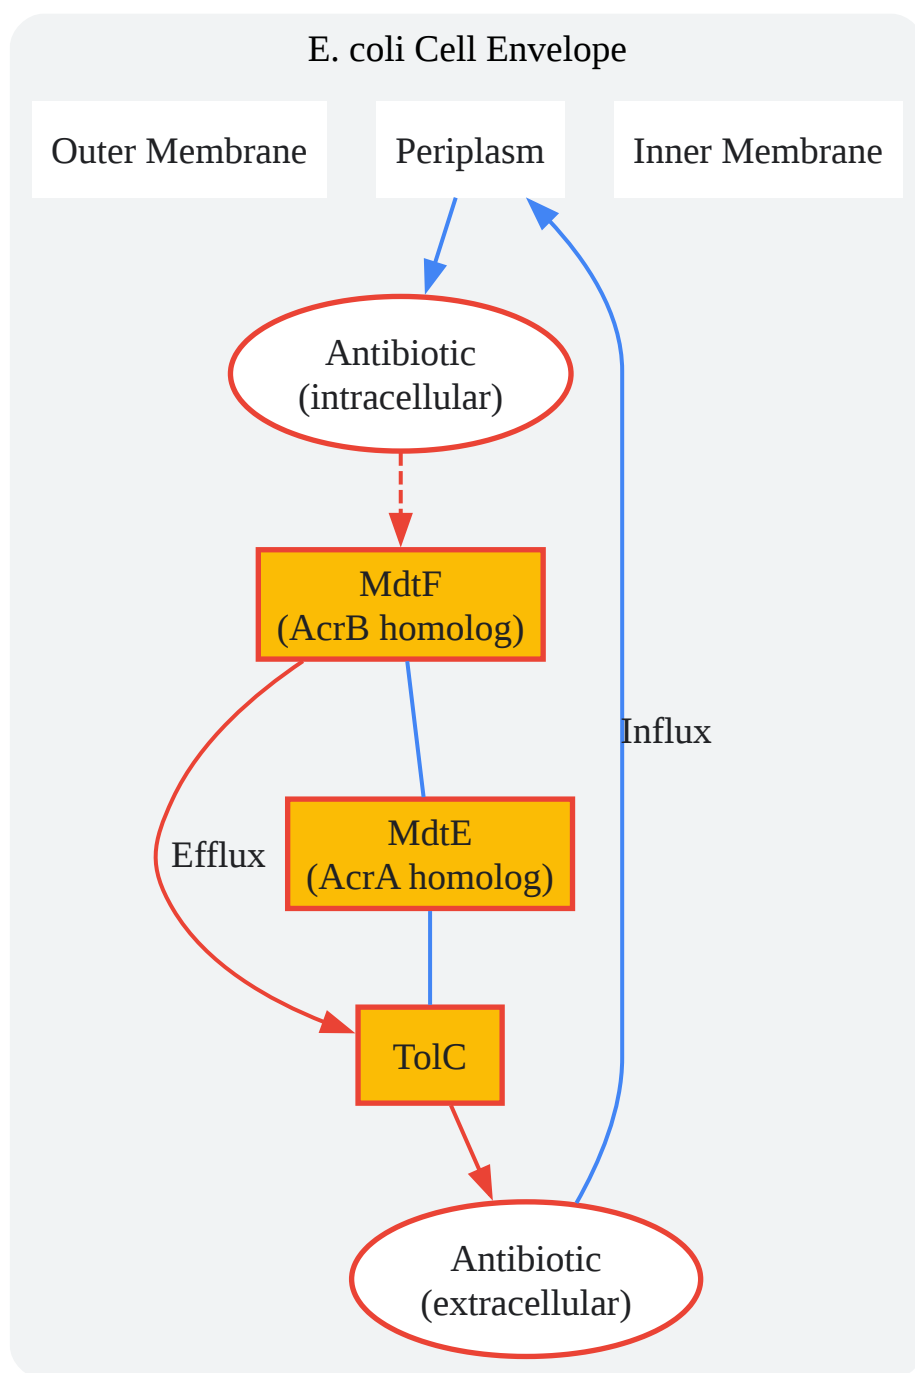 E. coli Cell Envelope
Outer Membrane
Periplasm
Inner Membrane
Antibiotic
(intracellular)
MdtF
(AcrB homolog)
Influx
MdtE
(AcrA homolog)
Efflux
TolC
Antibiotic
(extracellular)